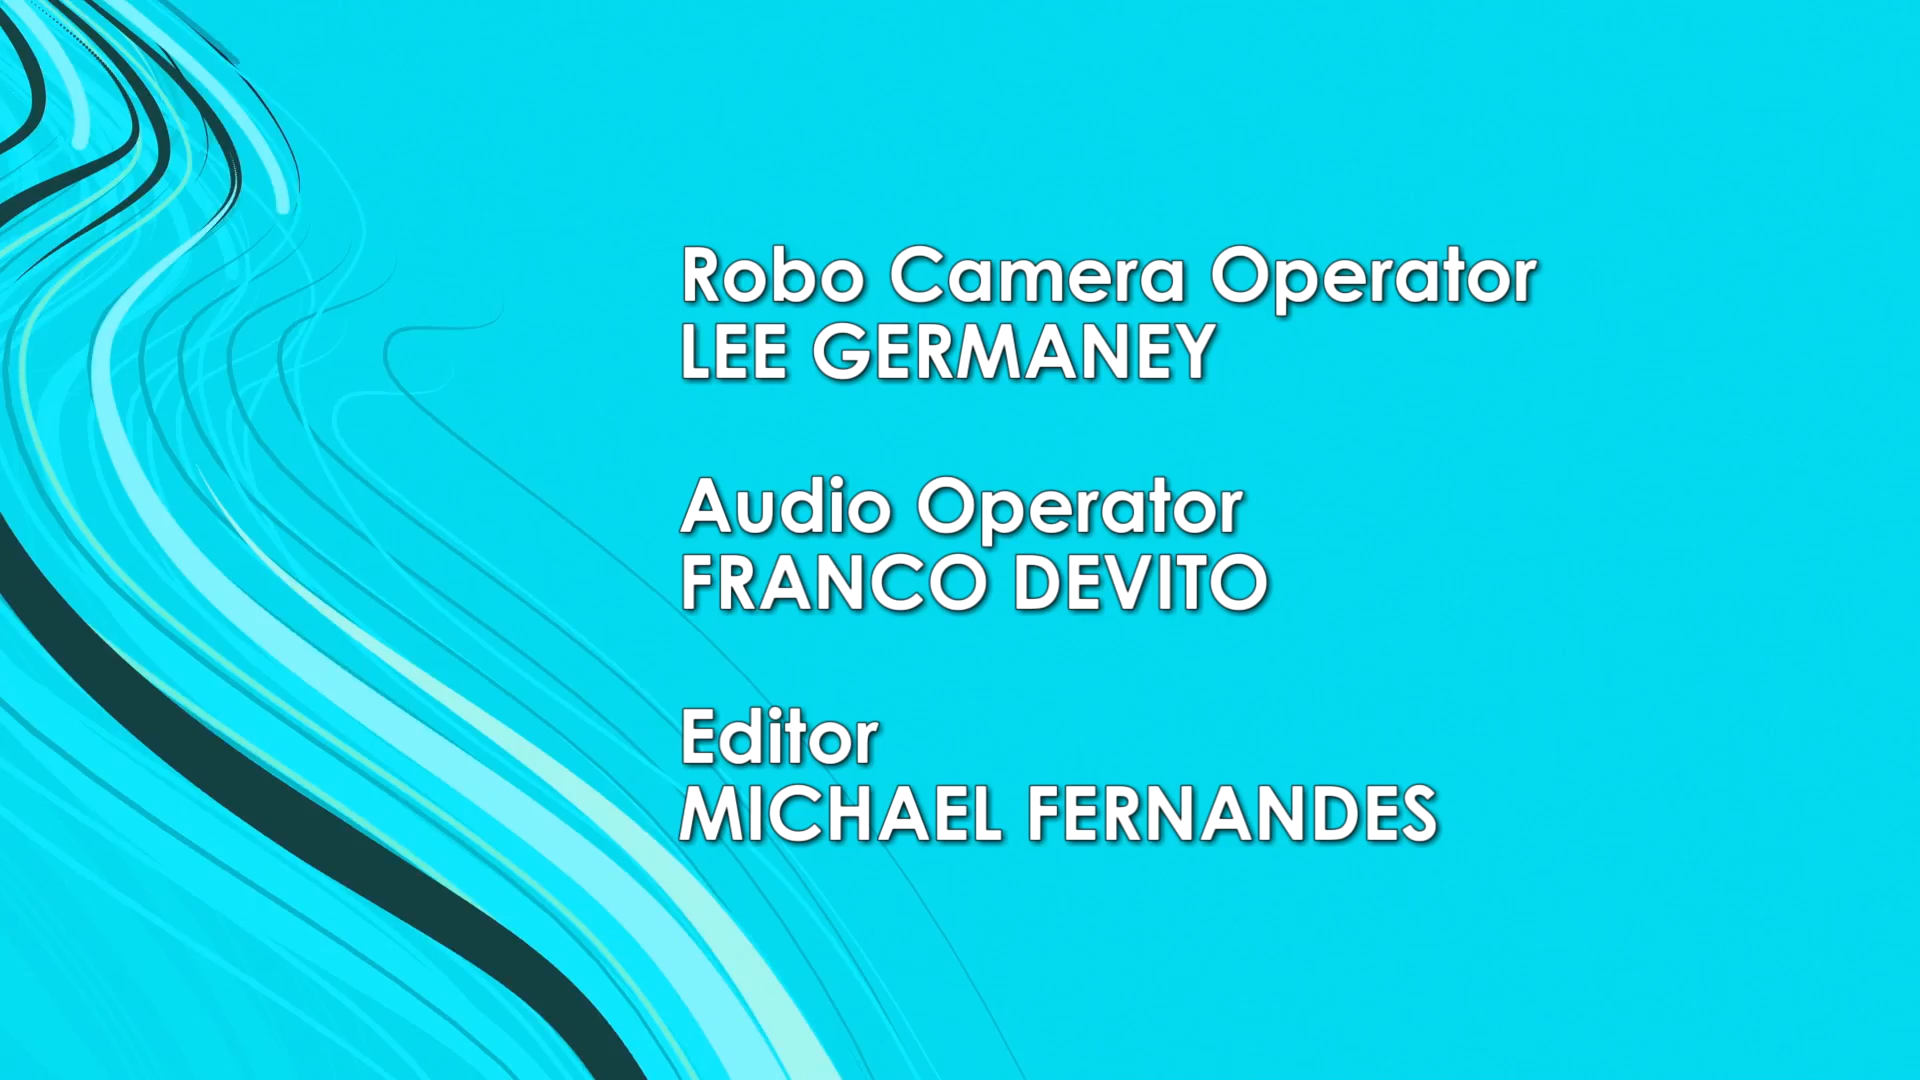 Robo Camera Operator
LEE GERMANEY
Audio Operator
FRANCO DEVITO
Editor
MICHAEL FERNANDES